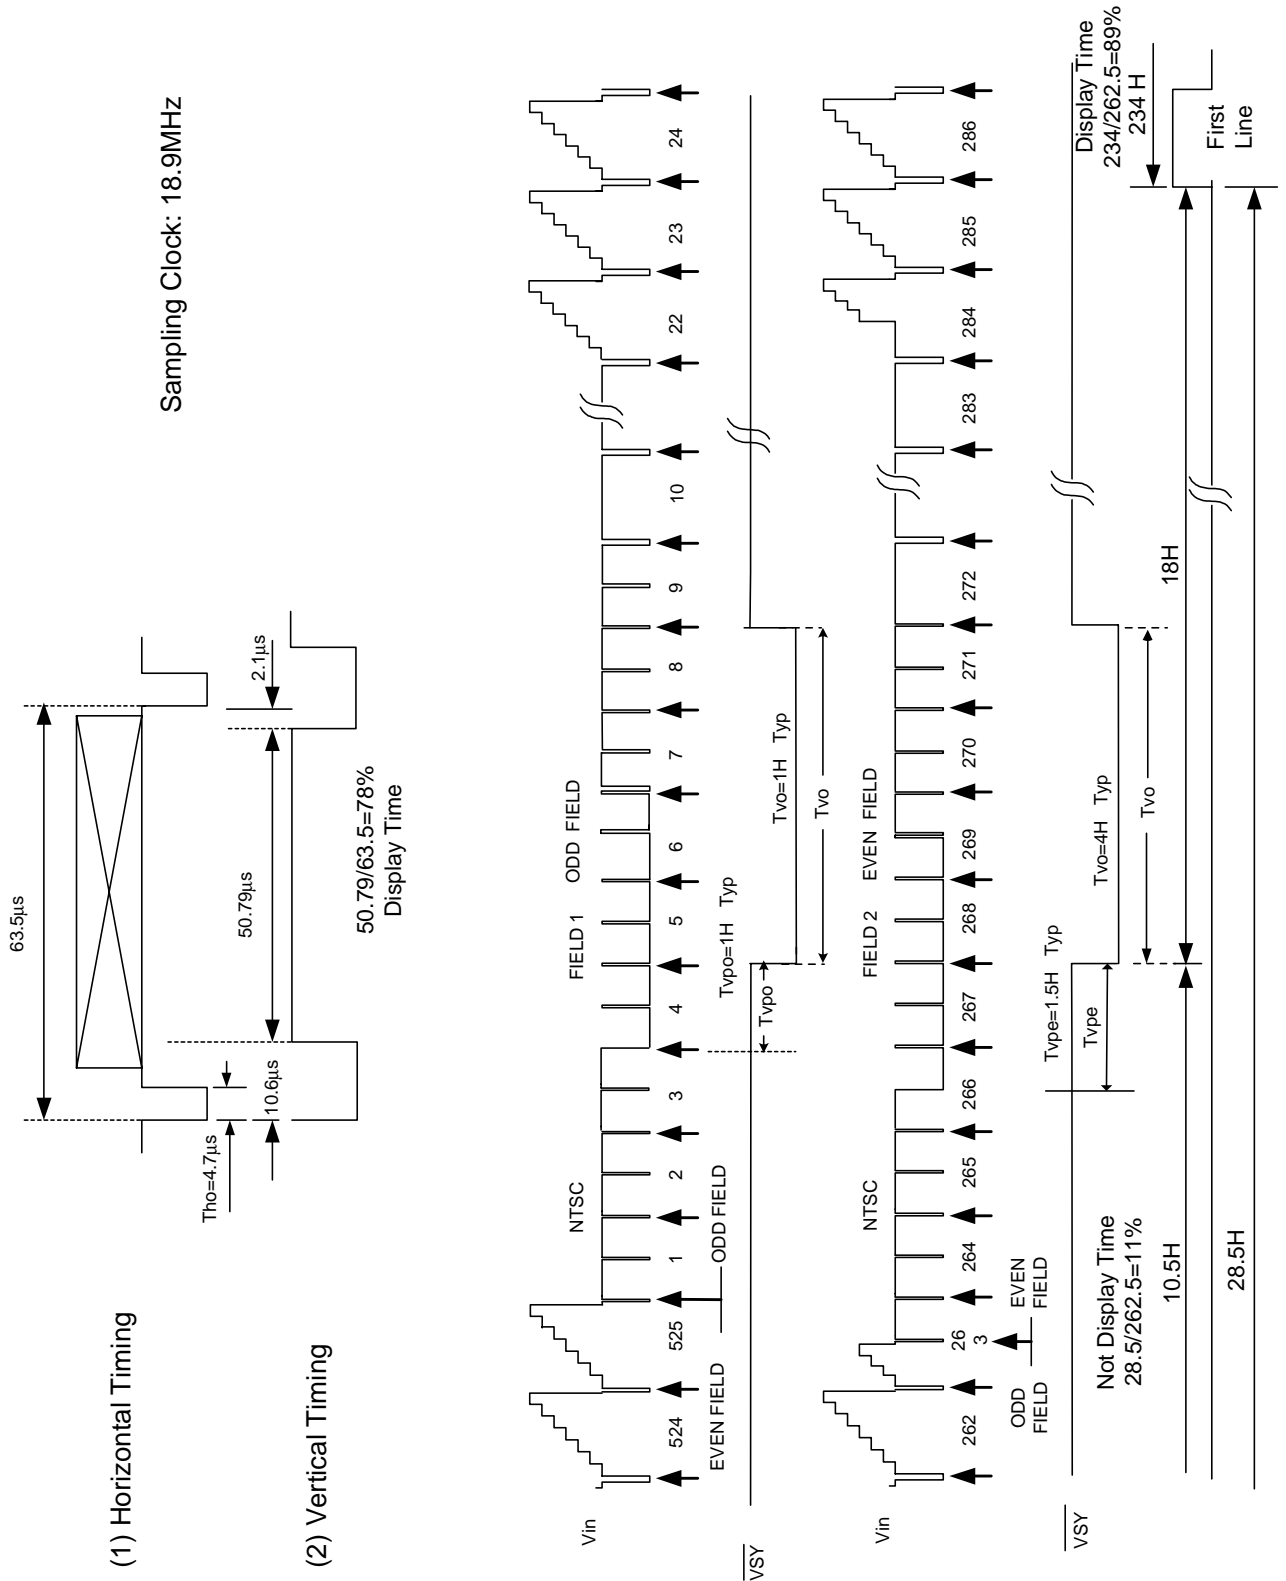 (1) Horizontal Timing
Sampling Clock: 18.9MHz
63.5µs
Tho=4.7µs
10.6µs
50.79µs
2.1µs
50.79/63.5=78%
Display Time
(2) Vertical Timing
NTSC
FIELD 1
ODD FIELD
Vin
524
525
1
2
3
4
5
6
7
8
9
10
22
23
24
EVEN FIELD
ODD FIELD
Tvpo=1H Typ
Tvo=1H Typ
Tvpo
Tvo
VSY
NTSC
FIELD 2
EVEN FIELD
Vin
262
26
3
264
265
266
267
268
269
270
271
272
283
284
285
286
ODD
FIELD
EVEN
FIELD
Tvpe=1.5H Typ
Tvpe
Tvo=4H Typ
Tvo
VSY
Not Display Time
28.5/262.5=11%
Display Time
234/262.5=89%
234 H
10.5H
18H
First
Line
28.5H